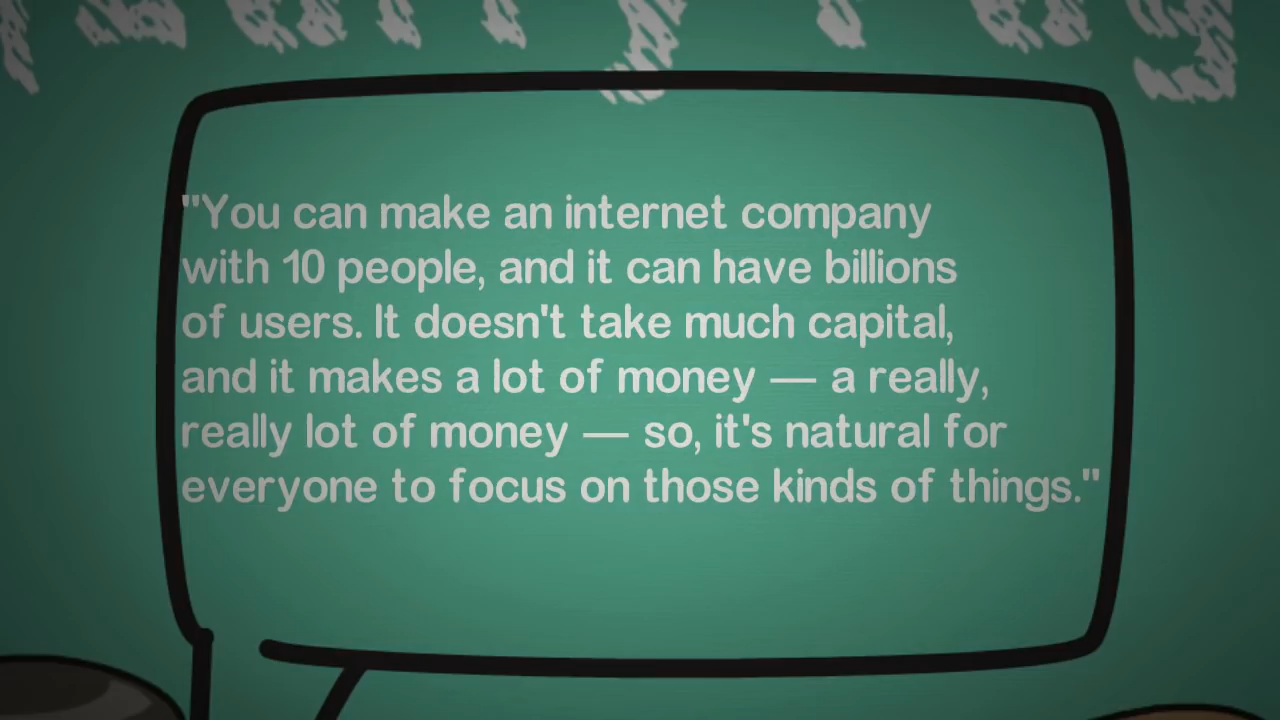 "You can make an internet company
with 10 people, and it can have billions
of users. It doesn't take much capital,
and it makes a lot of money — a really,
really lot of money — so, it's natural for
everyone to focus on those kinds of things."